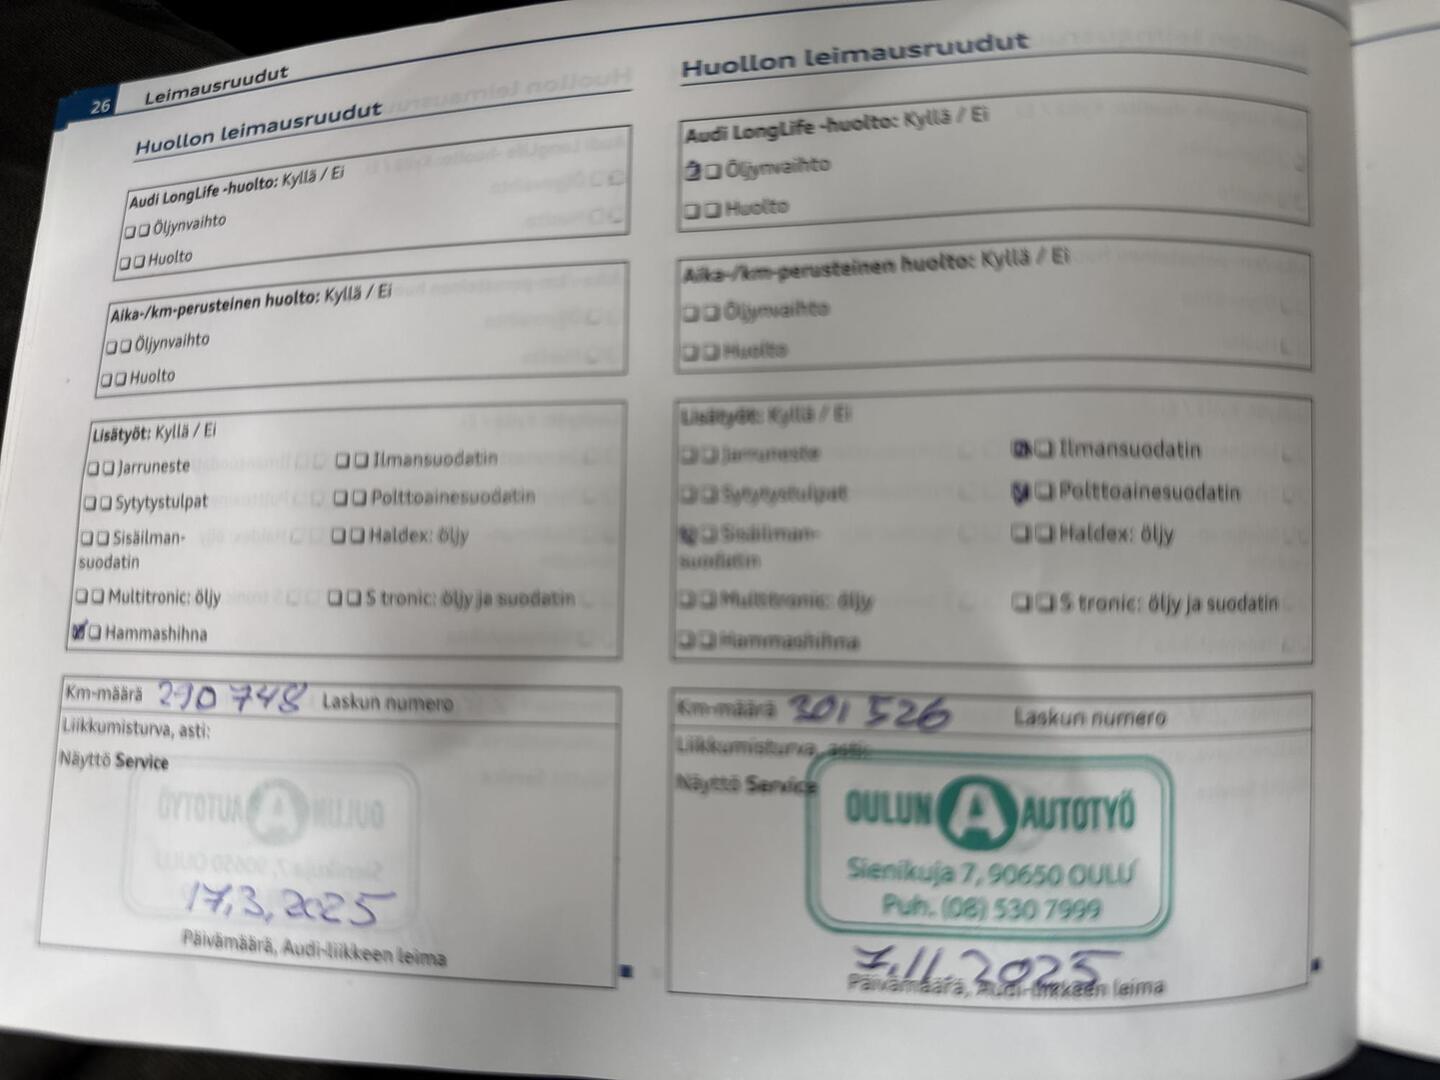 26 Leimausruudut
Huollon leimausruudut
Audi LongLife -huolto: Kyllä / Ei
Öljynvaihto
Huolto
Aika-/km-perusteinen huolto: Kyllä / Ei
Öljynvaihto
Huolto
Lisätyöt: Kyllä / Ei
Jarruneste Ilmansuodatin
Sytytystulpat Polttoainesuodatin
Sisäilman- Haldex: öljy
suodatin
Multitronic: öljy S tronic: öljy ja suodatin
Hammashihna
Km-määrä 290 748 Laskun numero
Liikkumisturva, asti:
Näyttö Service
17.3.2025
Päivämäärä, Audi-liikkeen leima
Huollon leimausruudut
Audi LongLife -huolto: Kyllä / Ei
Öljynvaihto
Huolto
Aika-/km-perusteinen huolto: Kyllä / Ei
Öljynvaihto
Huolto
Lisätyöt: Kyllä / Ei
Jarruneste Ilmansuodatin
Sytytystulpat Polttoainesuodatin
Sisäilman- Haldex: öljy
suodatin
Multitronic: öljy S tronic: öljy ja suodatin
Hammashihna
Km-määrä 301 526 Laskun numero
Liikkumisturva, asti:
Näyttö Service
OULUN A AUTOTYÖ
Sienikuja 7, 90650 OULU
Puh. (08) 530 7999
7.11.2025
Päivämäärä, Audi-liikkeen leima